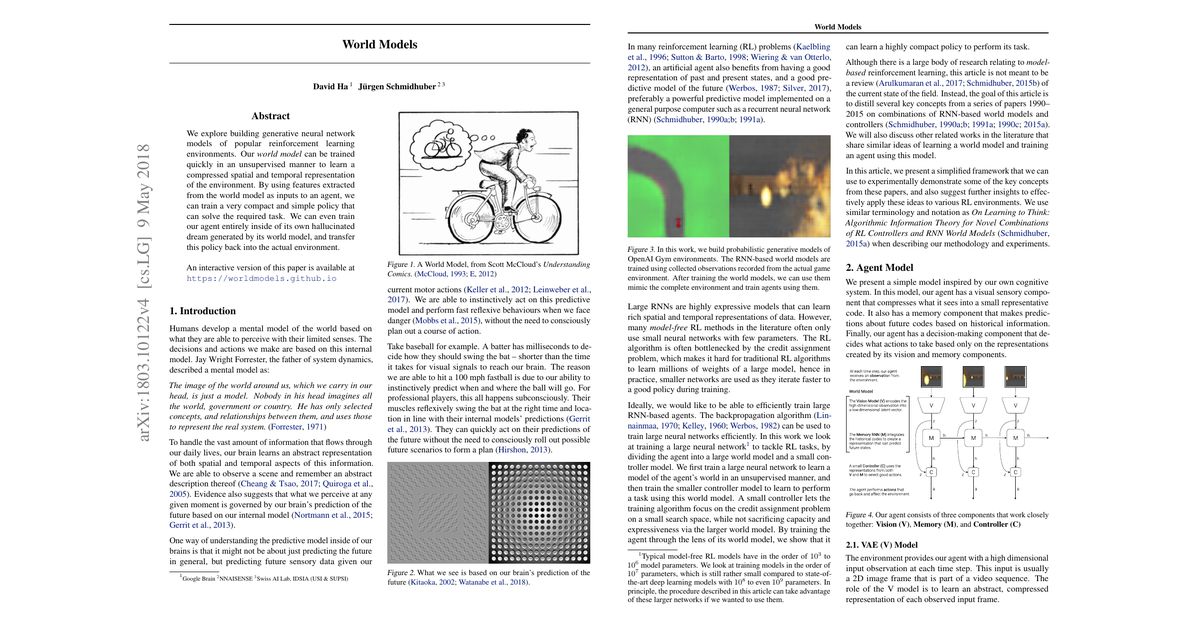 World Models
David Ha 1 Jürgen Schmidhuber 2 3
Abstract
We explore building generative neural network
models of popular reinforcement learning
environments. Our world model can be trained
quickly in an unsupervised manner to learn a
compressed spatial and temporal representation
of the environment. By using features extracted
from the world model as inputs to an agent, we
can train a very compact and simple policy that
can solve the required task. We can even train
our agent entirely inside of its own hallucinated
dream generated by its world model, and transfer
this policy back into the actual environment.
An interactive version of this paper is available at
https://worldmodels.github.io
1. Introduction
Humans develop a mental model of the world based on
what they are able to perceive with their limited senses. The
decisions and actions we make are based on this internal
model. Jay Wright Forrester, the father of system dynamics,
described a mental model as:
The image of the world around us, which we carry in our
head, is just a model. Nobody in his head imagines all
the world, government or country. He has only selected
concepts, and relationships between them, and uses those
to represent the real system. (Forrester, 1971)
To handle the vast amount of information that flows through
our daily lives, our brain learns an abstract representation
of both spatial and temporal aspects of this information.
We are able to observe a scene and remember an abstract
description thereof (Cheang & Tsao, 2017; Quiroga et al.,
2005). Evidence also suggests that what we perceive at any
given moment is governed by our brain's prediction of the
future based on our internal model (Nortmann et al., 2015;
Gerrit et al., 2013).
One way of understanding the predictive model inside of our
brains is that it might not be about just predicting the future
in general, but predicting future sensory data given our
1Google Brain 2NNAISENSE 3Swiss AI Lab, IDSIA (USI & SUPSI)
arXiv:1803.10122v4 [cs.LG] 9 May 2018
Figure 1. A World Model, from Scott McCloud's Understanding
Comics. (McCloud, 1993; E, 2012)
current motor actions (Keller et al., 2012; Leinweber et al.,
2017). We are able to instinctively act on this predictive
model and perform fast reflexive behaviours when we face
danger (Mobbs et al., 2015), without the need to consciously
plan out a course of action.
Take baseball for example. A batter has milliseconds to de-
cide how they should swing the bat – shorter than the time
it takes for visual signals to reach our brain. The reason
we are able to hit a 100 mph fastball is due to our ability to
instinctively predict when and where the ball will go. For
professional players, this all happens subconsciously. Their
muscles reflexively swing the bat at the right time and loca-
tion in line with their internal models' predictions (Gerrit
et al., 2013). They can quickly act on their predictions of
the future without the need to consciously roll out possible
future scenarios to form a plan (Hirshon, 2013).
Figure 2. What we see is based on our brain's prediction of the
future (Kitaoka, 2002; Watanabe et al., 2018).
World Models
In many reinforcement learning (RL) problems (Kaelbling
et al., 1996; Sutton & Barto, 1998; Wiering & van Otterlo,
2012), an artificial agent also benefits from having a good
representation of past and present states, and a good pre-
dictive model of the future (Werbos, 1987; Silver, 2017),
preferably a powerful predictive model implemented on a
general purpose computer such as a recurrent neural network
(RNN) (Schmidhuber, 1990a;b; 1991a).
Figure 3. In this work, we build probabilistic generative models of
OpenAI Gym environments. The RNN-based world models are
trained using collected observations recorded from the actual game
environment. After training the world models, we can use them
mimic the complete environment and train agents using them.
Large RNNs are highly expressive models that can learn
rich spatial and temporal representations of data. However,
many model-free RL methods in the literature often only
use small neural networks with few parameters. The RL
algorithm is often bottlenecked by the credit assignment
problem, which makes it hard for traditional RL algorithms
to learn millions of weights of a large model, hence in
practice, smaller networks are used as they iterate faster to
a good policy during training.
Ideally, we would like to be able to efficiently train large
RNN-based agents. The backpropagation algorithm (Lin-
nainmaa, 1970; Kelley, 1960; Werbos, 1982) can be used to
train large neural networks efficiently. In this work we look
at training a large neural network1 to tackle RL tasks, by
dividing the agent into a large world model and a small con-
troller model. We first train a large neural network to learn a
model of the agent's world in an unsupervised manner, and
then train the smaller controller model to learn to perform
a task using this world model. A small controller lets the
training algorithm focus on the credit assignment problem
on a small search space, while not sacrificing capacity and
expressiveness via the larger world model. By training the
agent through the lens of its world model, we show that it
1Typical model-free RL models have in the order of 10^3 to
10^6 model parameters. We look at training models in the order of
10^7 parameters, which is still rather small compared to state-of-
the-art deep learning models with 10^8 to even 10^9 parameters. In
principle, the procedure described in this article can take advantage
of these larger networks if we wanted to use them.
can learn a highly compact policy to perform its task.
Although there is a large body of research relating to model-
based reinforcement learning, this article is not meant to be
a review (Arulkumaran et al., 2017; Schmidhuber, 2015b) of
the current state of the field. Instead, the goal of this article is
to distill several key concepts from a series of papers 1990–
2015 on combinations of RNN-based world models and
controllers (Schmidhuber, 1990a;b; 1991a; 1990c; 2015a).
We will also discuss other related works in the literature that
share similar ideas of learning a world model and training
an agent using this model.
In this article, we present a simplified framework that we can
use to experimentally demonstrate some of the key concepts
from these papers, and also suggest further insights to effec-
tively apply these ideas to various RL environments. We use
similar terminology and notation as On Learning to Think:
Algorithmic Information Theory for Novel Combinations
of RL Controllers and RNN World Models (Schmidhuber,
2015a) when describing our methodology and experiments.
2. Agent Model
We present a simple model inspired by our own cognitive
system. In this model, our agent has a visual sensory compo-
nent that compresses what it sees into a small representative
code. It also has a memory component that makes predic-
tions about future codes based on historical information.
Finally, our agent has a decision-making component that de-
cides what actions to take based only on the representations
created by its vision and memory components.
At each time step, our agent
receives an observation from
the environment.
World Model
The Vision Model (V) encodes the
high-dimensional observation into
a low-dimensional latent vector.
The Memory RNN (M) integrates
the historical codes to create a
representation that can predict
future states.
A small Controller (C) uses the
representations from both
V and M to select good actions.
The agent performs actions that
go back and affect the environment.
V V V
M M M
C C C
Figure 4. Our agent consists of three components that work closely
together: Vision (V), Memory (M), and Controller (C)
2.1. VAE (V) Model
The environment provides our agent with a high dimensional
input observation at each time step. This input is usually
a 2D image frame that is part of a video sequence. The
role of the V model is to learn an abstract, compressed
representation of each observed input frame.